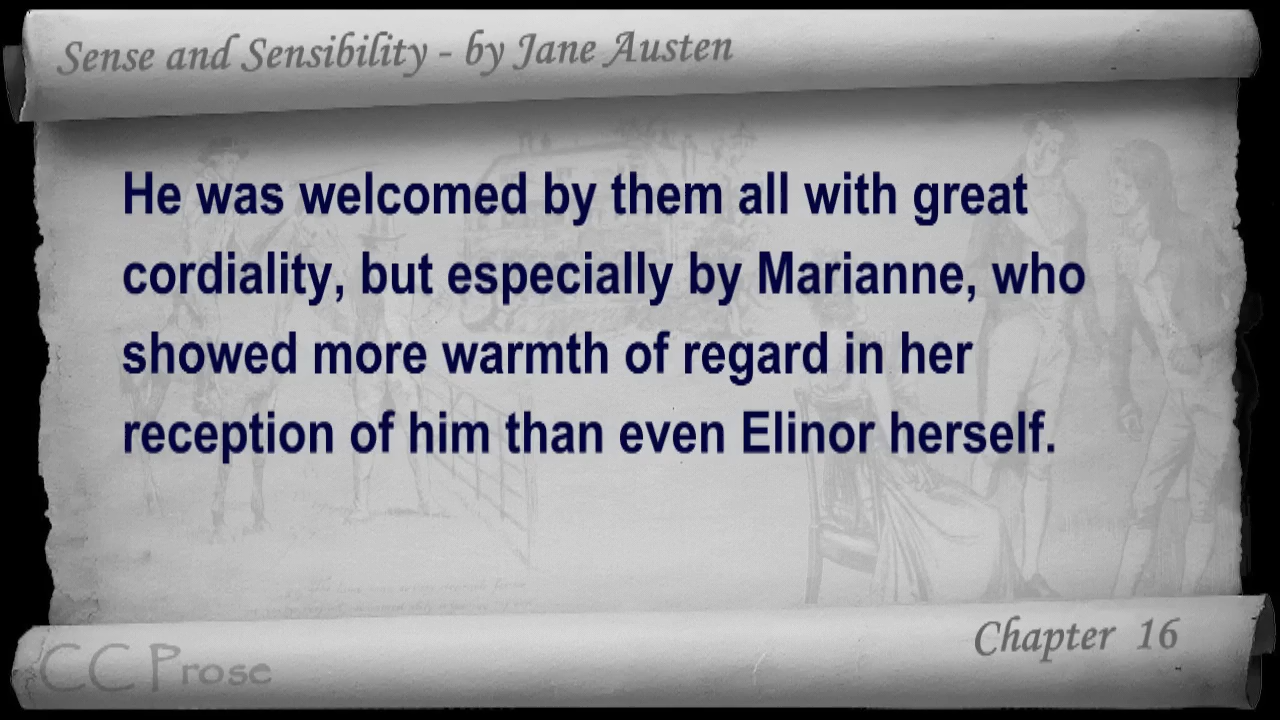 Sense and Sensibility - by Jane Austen
He was welcomed by them all with great
cordiality, but especially by Marianne, who
showed more warmth of regard in her
reception of him than even Elinor herself.
Chapter 16
CC Prose